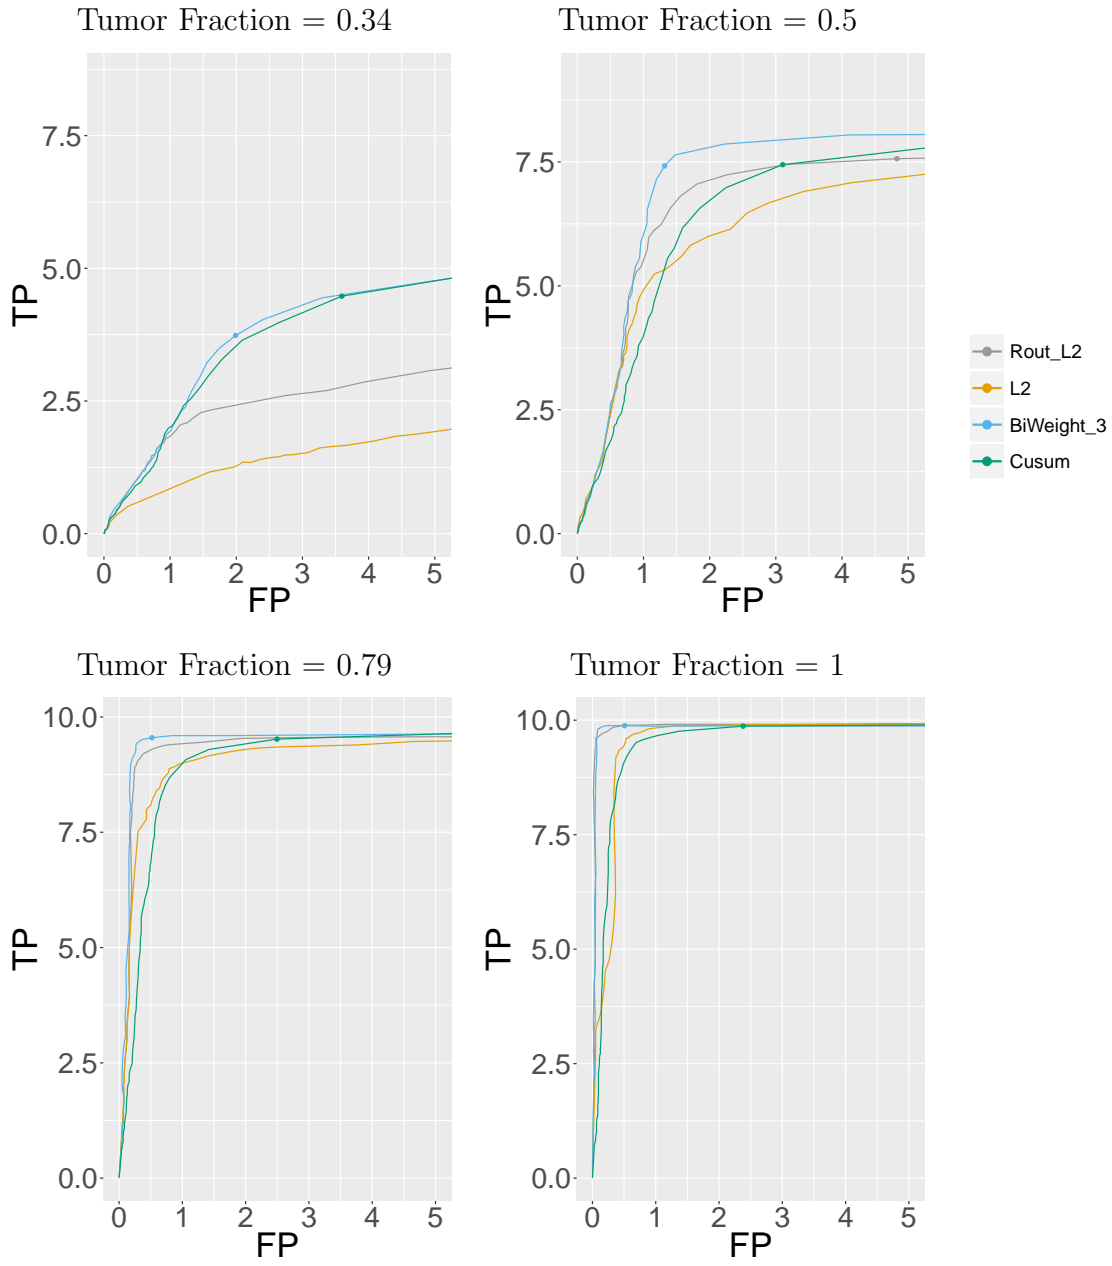 Tumor Fraction = 0.34
Tumor Fraction = 0.5
7.5
5.0
2.5
0.0
TP
0 1 2 3 4 5
FP
7.5
5.0
2.5
0.0
TP
0 1 2 3 4 5
FP
Rout_L2
L2
BiWeight_3
Cusum
Tumor Fraction = 0.79
Tumor Fraction = 1
10.0
7.5
5.0
2.5
0.0
TP
0 1 2 3 4 5
FP
10.0
7.5
5.0
2.5
0.0
TP
0 1 2 3 4 5
FP